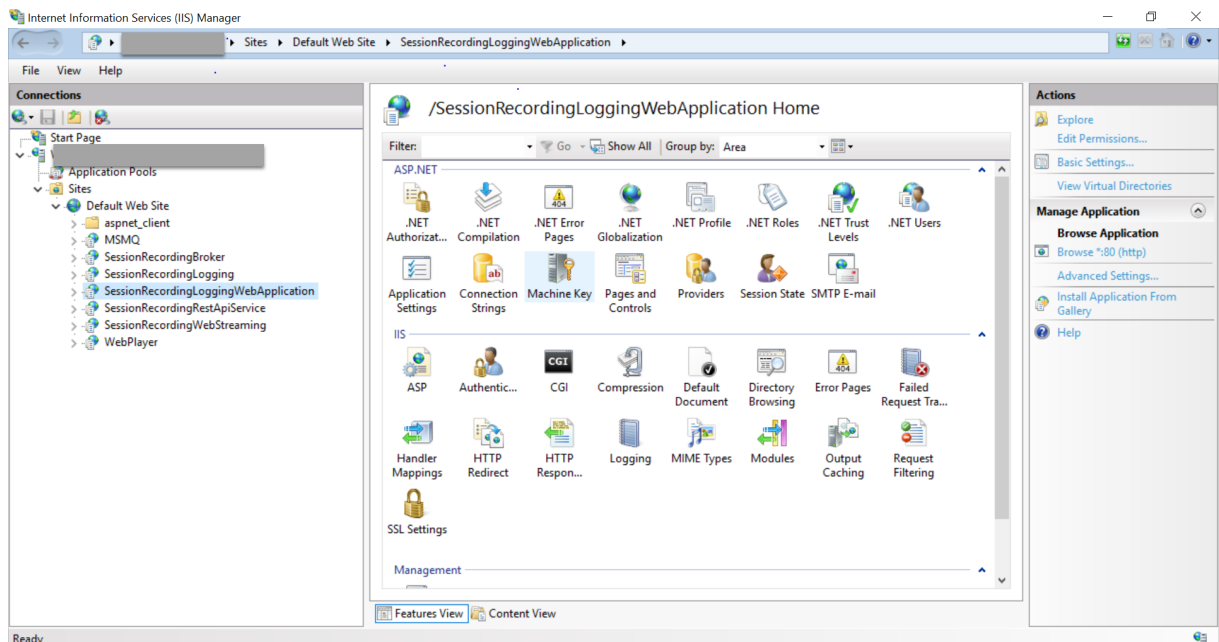 Internet Information Services (IIS) Manager
Sites Default Web Site SessionRecordingLoggingWebApplication
File View Help
Connections
Start Page
Application Pools
Sites
Default Web Site
aspnet_client
MSMQ
SessionRecordingBroker
SessionRecordingLogging
SessionRecordingLoggingWebApplication
SessionRecordingRestApiService
SessionRecordingWebStreaming
WebPlayer
/SessionRecordingLoggingWebApplication Home
Filter: Go Show All Group by: Area
ASP.NET
.NET Authorizat...
.NET Compilation
.NET Error Pages
.NET Globalization
.NET Profile
.NET Roles
.NET Trust Levels
.NET Users
Application Settings
Connection Strings
Machine Key
Pages and Controls
Providers
Session State
SMTP E-mail
IIS
ASP
Authentic...
CGI
CGI
Compression
Default Document
Directory Browsing
Error Pages
Failed Request Tra...
Handler Mappings
HTTP Redirect
HTTP Respon...
Logging
MIME Types
Modules
Output Caching
Request Filtering
SSL Settings
Management
Features View Content View
Actions
Explore
Edit Permissions...
Basic Settings...
View Virtual Directories
Manage Application
Browse Application
Browse *:80 (http)
Advanced Settings...
Install Application From
Gallery
Help
Ready